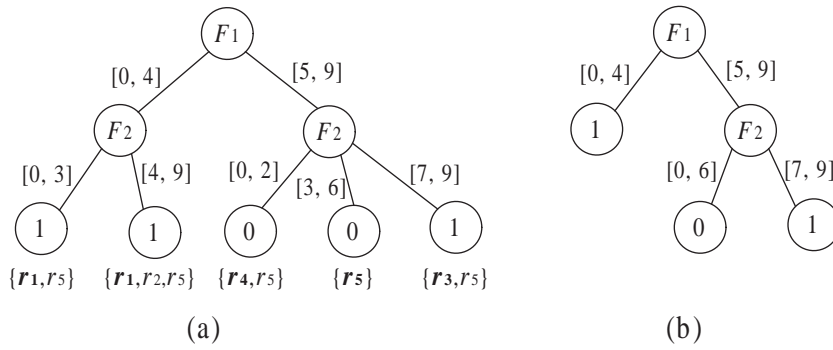 F1 F1
[0, 4] [5, 9] [0, 4] [5, 9]
F2 F2 1 F2
[0, 3] [4, 9] [0, 2] [3, 6] [7, 9] [0, 6] [7, 9]
1 1 0 0 1 0 1
{r1,r5} {r1,r2,r5} {r4,r5} {r5} {r3,r5}
(a) (b)